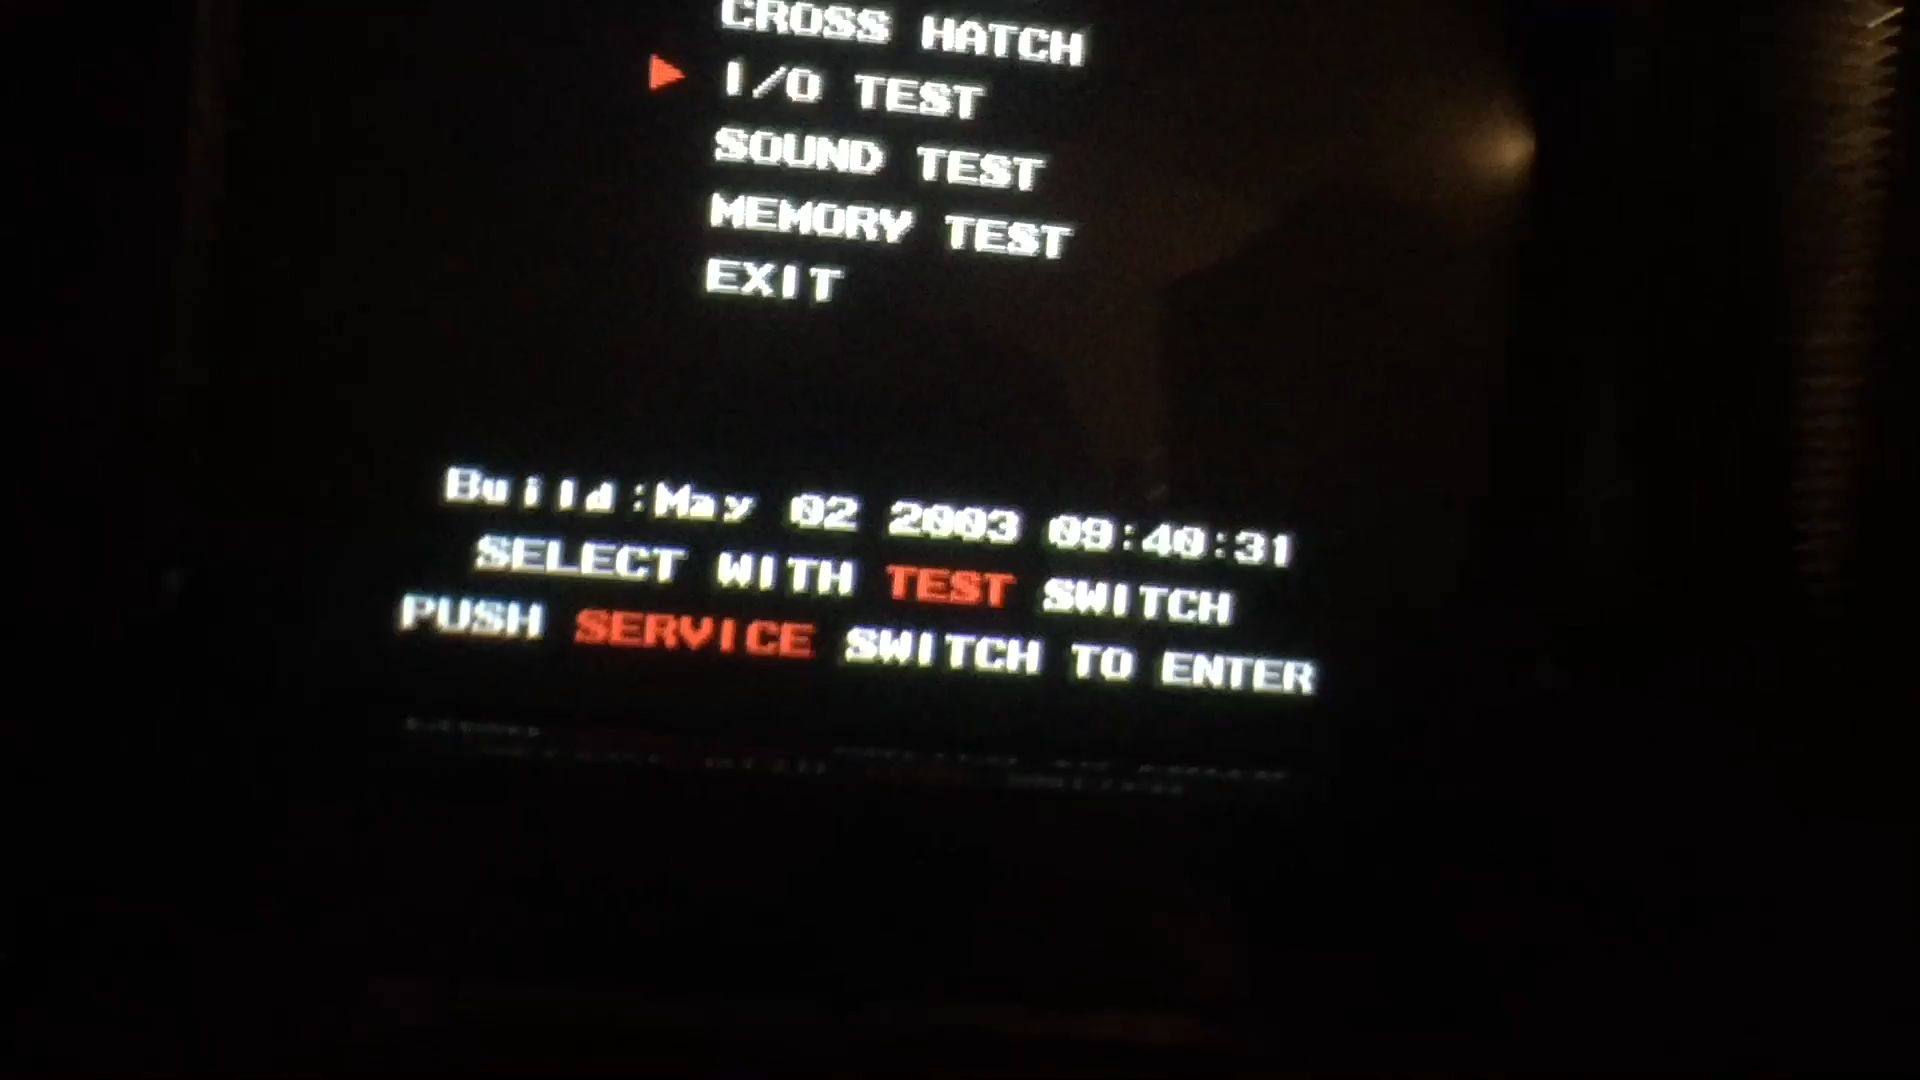 CROSS HATCH
I/O TEST
SOUND TEST
MEMORY TEST
EXIT
Build:May 02 2003 09:40:31
SELECT WITH TEST SWITCH
PUSH SERVICE SWITCH TO ENTER